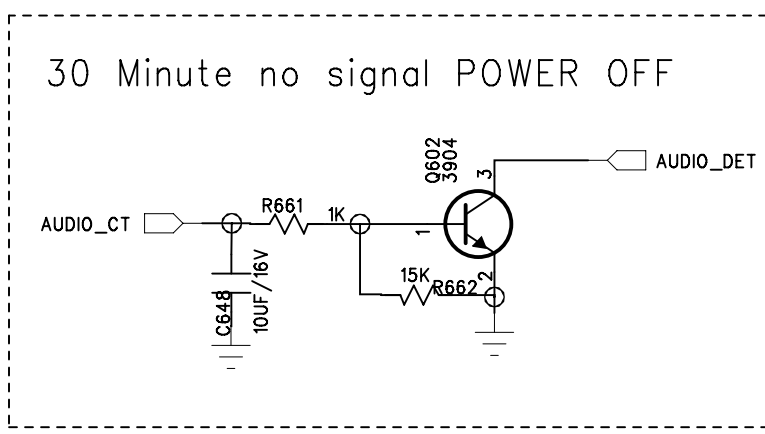 30 Minute no signal POWER OFF
Q602
3904
3
AUDIO_DET
AUDIO_CT
R661
1K
1
2
C648
10UF/16V
15K
R662